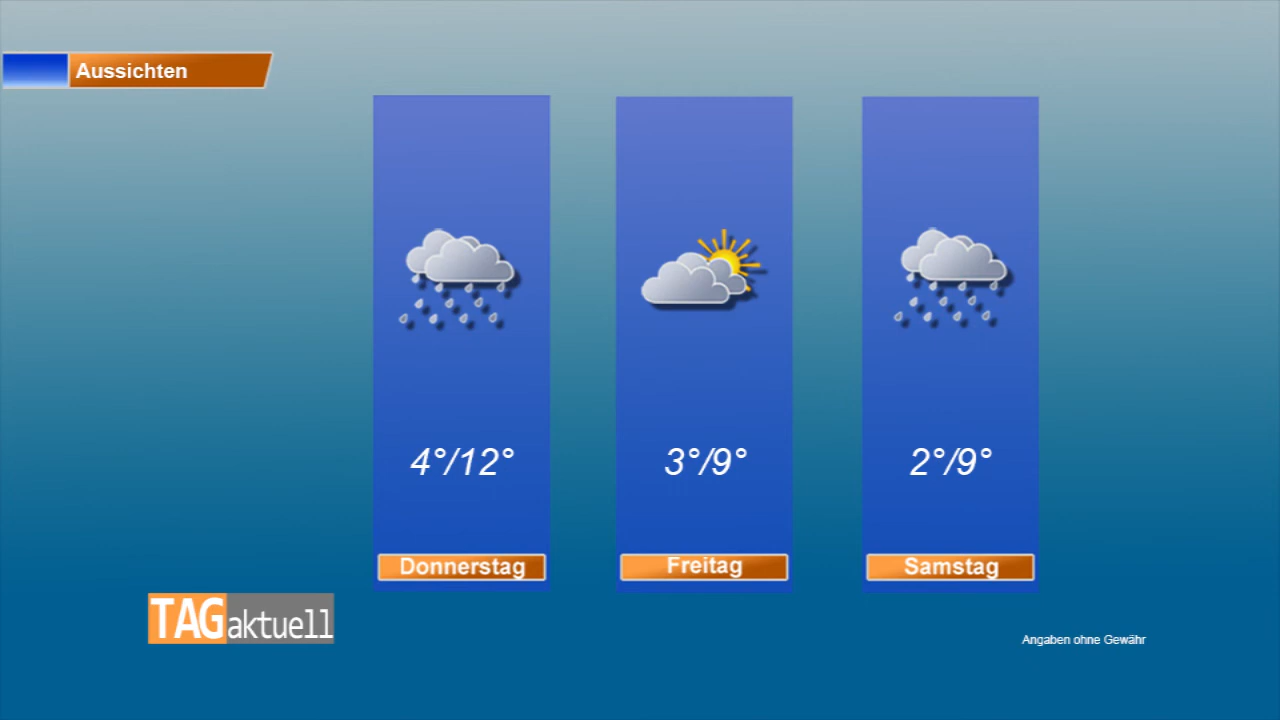 Aussichten
4°/12°
3°/9°
2°/9°
Donnerstag
Freitag
Samstag
TAGaktuell
Angaben ohne Gewähr